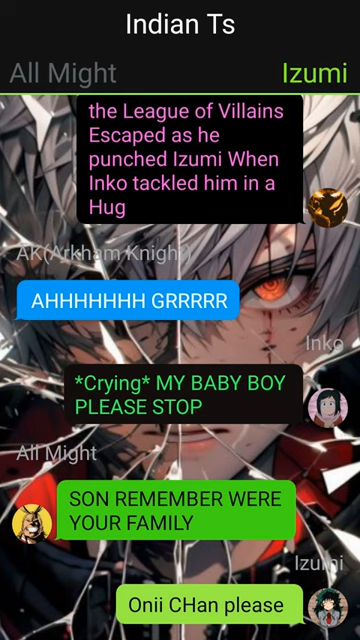 Indian Ts
All Might
Izumi
the League of Villains
Escaped as he
punched Izumi When
Inko tackled him in a
Hug
AK(Arkham Knight)
AHHHHHHH GRRRRR
Inko
*Crying* MY BABY BOY
PLEASE STOP
All Might
SON REMEMBER WERE
YOUR FAMILY
Izumi
Onii CHan please